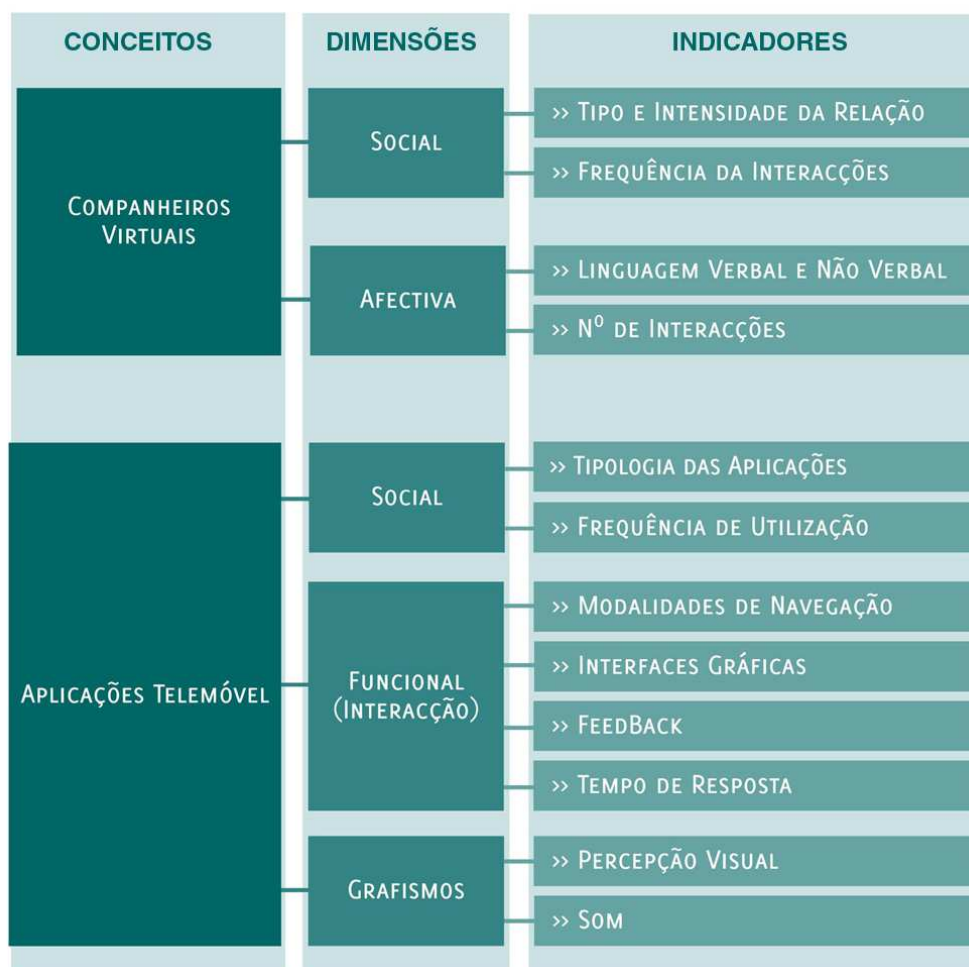 CONCEITOS
DIMENSÕES
INDICADORES
COMPANHEIROS
VIRTUAIS
SOCIAL
>> TIPO E INTENSIDADE DA RELAÇÃO
>> FREQUÊNCIA DA INTERACÇÕES
AFECTIVA
>> LINGUAGEM VERBAL E NÃO VERBAL
>> Nº DE INTERACÇÕES
APLICAÇÕES TELEMÓVEL
SOCIAL
>> TIPOLOGIA DAS APLICAÇÕES
>> FREQUÊNCIA DE UTILIZAÇÃO
FUNCIONAL
(INTERACÇÃO)
>> MODALIDADES DE NAVEGAÇÃO
>> INTERFACES GRÁFICAS
>> FEEDBACK
>> TEMPO DE RESPOSTA
GRAFISMOS
>> PERCEPÇÃO VISUAL
>> SOM